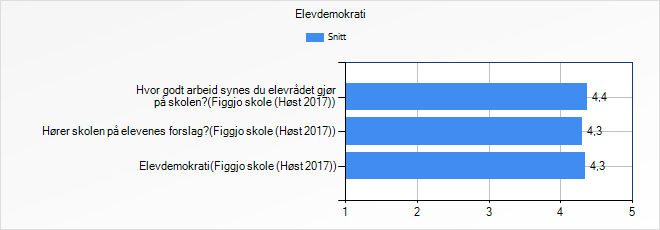 Elevdemokrati
Snitt
Hvor godt arbeid synes du elevrådet gjør
på skolen?(Figgjo skole (Høst 2017))
4,4
Hører skolen på elevenes forslag?(Figgjo skole (Høst 2017))
4,3
Elevdemokrati(Figgjo skole (Høst 2017))
4,3
1 2 3 4 5